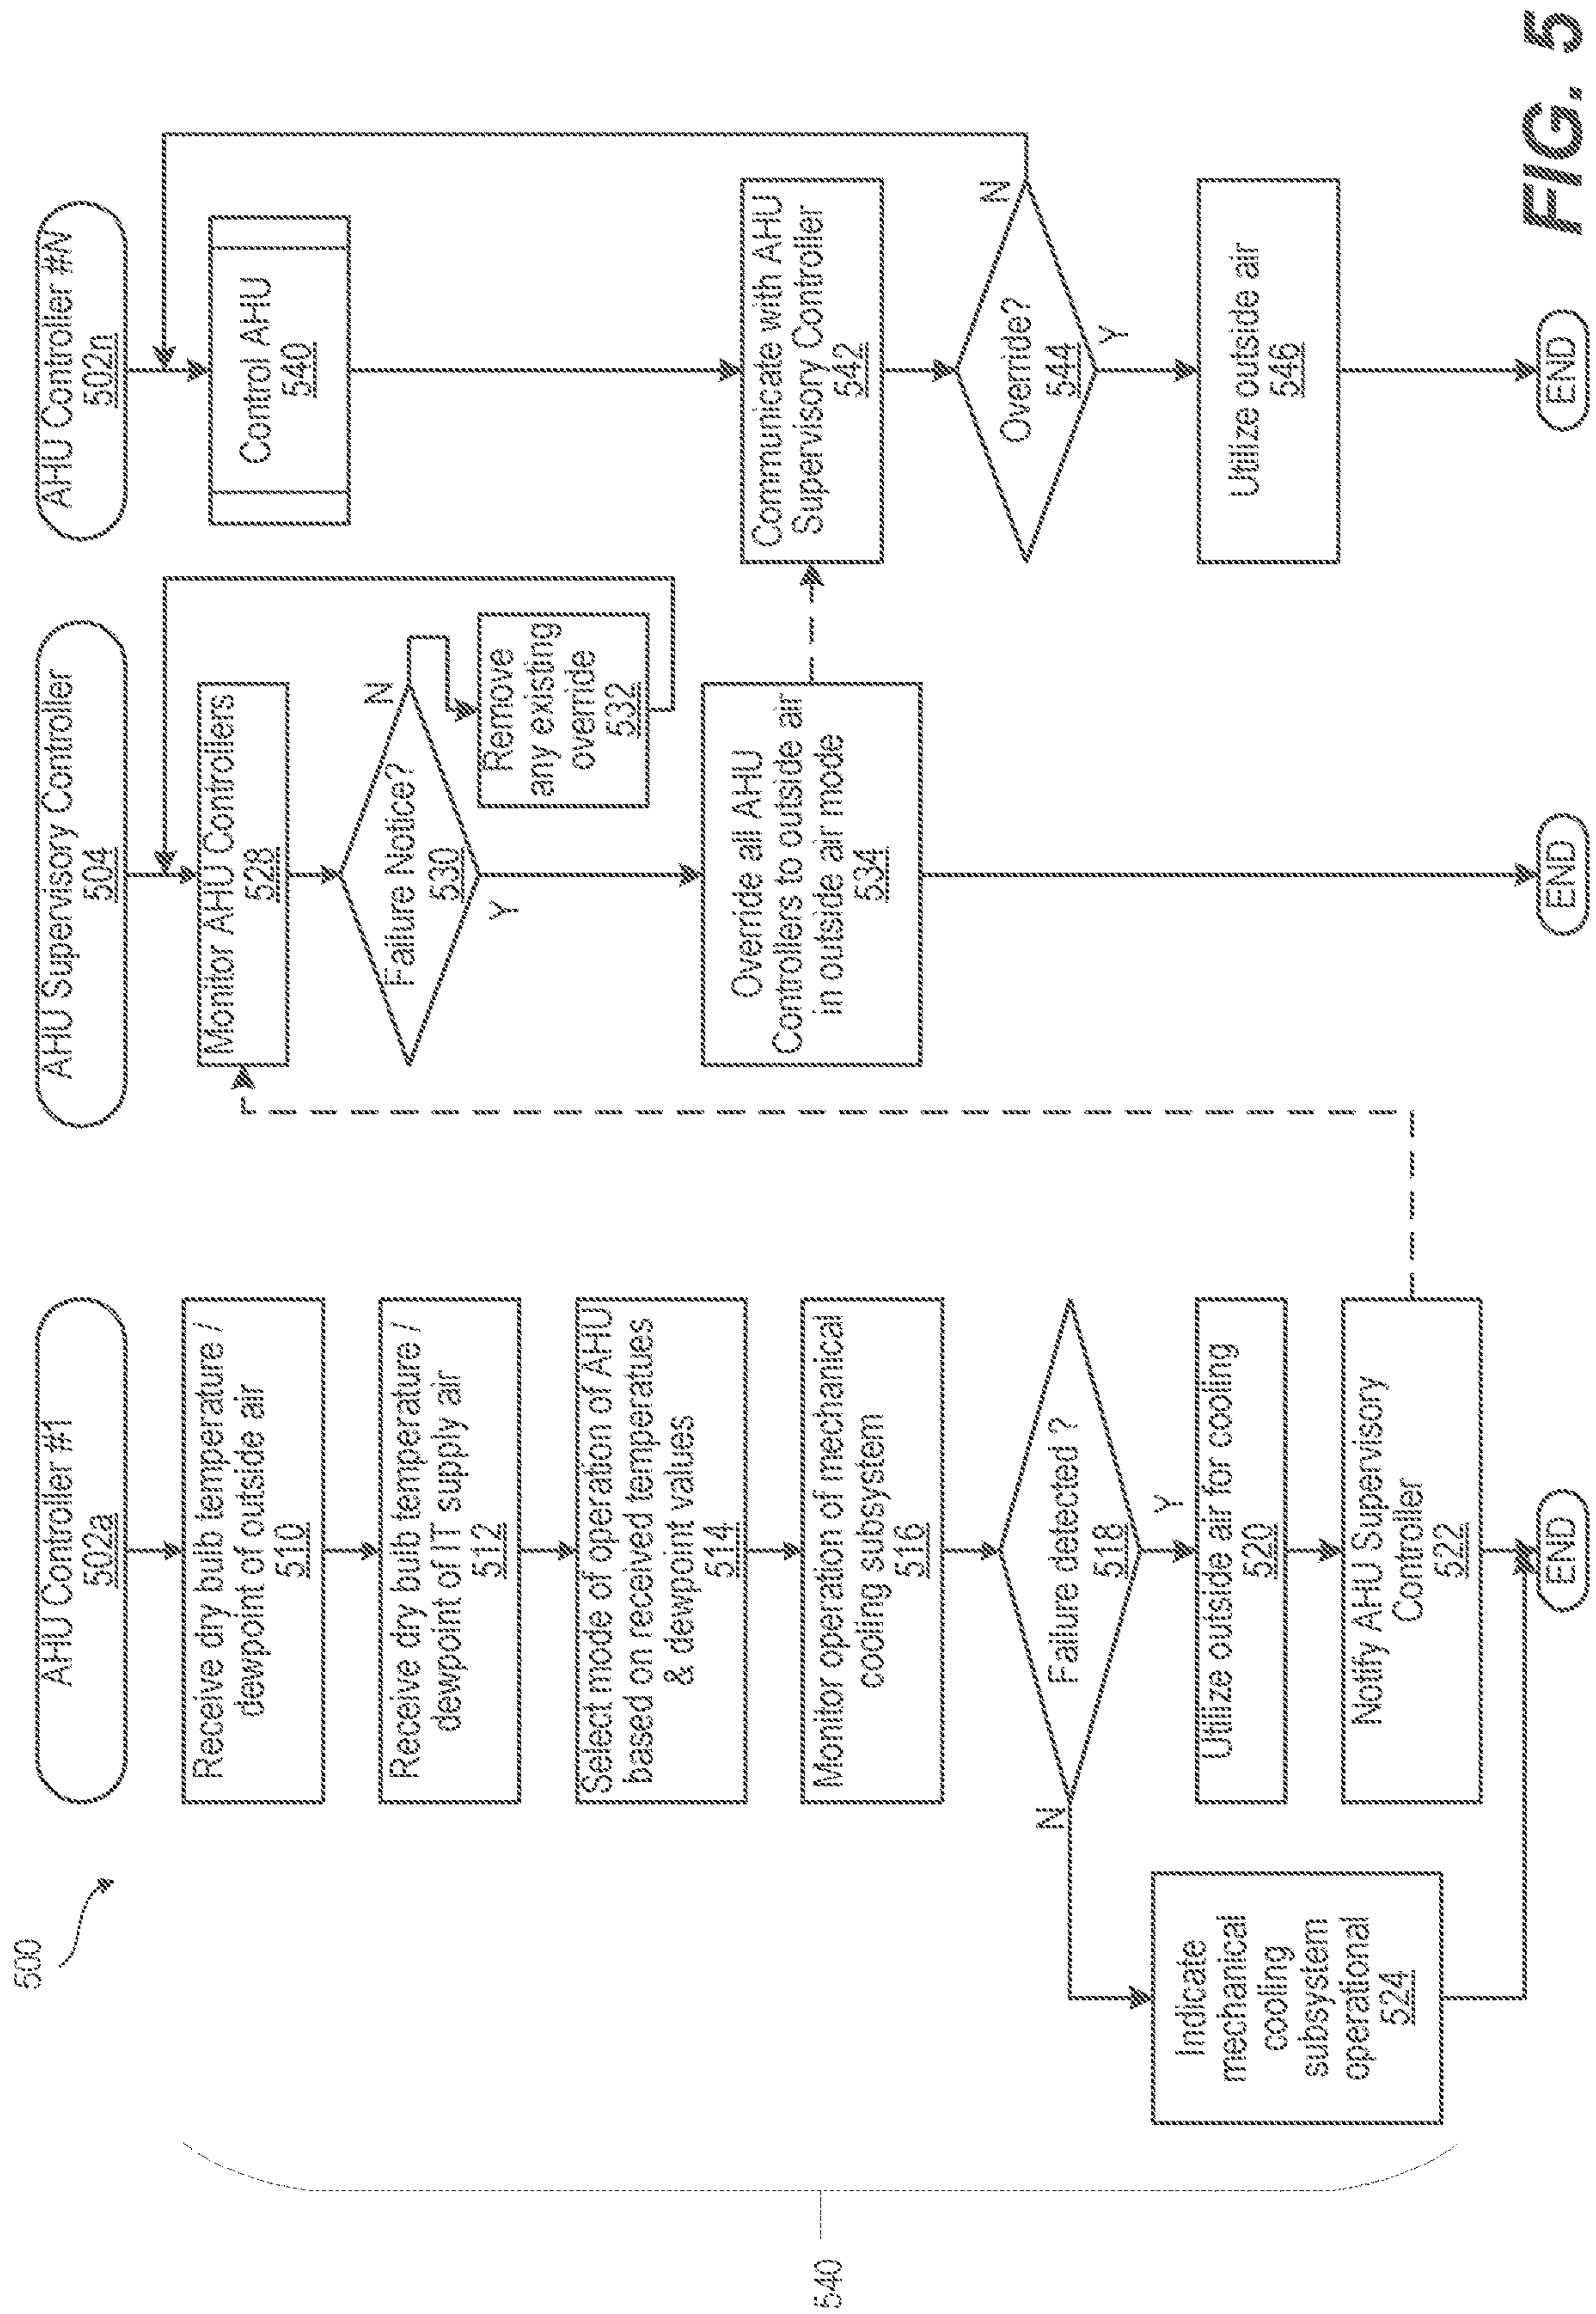 500
AHU Controller #1
502a
Receive dry bulb temperature /
dewpoint of outside air
510
Receive dry bulb temperature /
dewpoint of IT supply air
512
Select mode of operation of AHU
based on received temperatues
& dewpoint values
514
Monitor operation of mechanical
cooling subsystem
516
Failure detected ?
518
N
Y
Indicate
mechanical
cooling
subsystem
operational
524
Utilize outside air for cooling
520
Notify AHU Supervisory
Controller
522
END
540
AHU Supervisory Controller
504
Monitor AHU Controllers
528
Failure Notice?
530
N
Y
Remove
any existing
override
532
Override all AHU
Controllers to outside air
in outside air mode
534
END
AHU Controller #N
502n
Control AHU
540
Communicate with AHU
Supervisory Controller
542
Override?
544
N
Y
Utilize outside air
546
END
FIG. 5